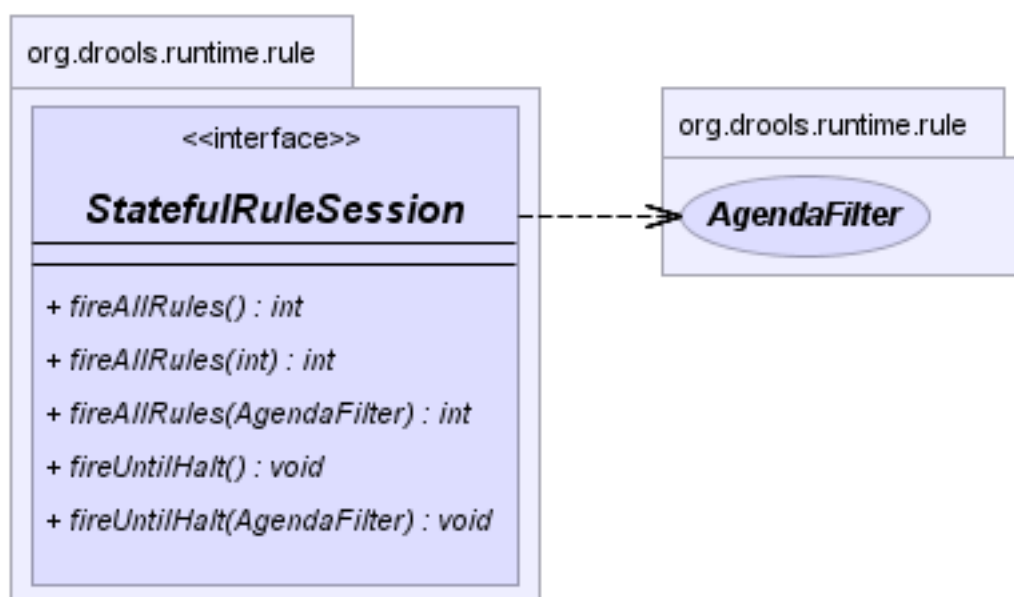 org.drools.runtime.rule
<<interface>>
StatefulRuleSession
+ fireAllRules() : int
+ fireAllRules(int) : int
+ fireAllRules(AgendaFilter) : int
+ fireUntilHalt() : void
+ fireUntilHalt(AgendaFilter) : void
org.drools.runtime.rule
AgendaFilter